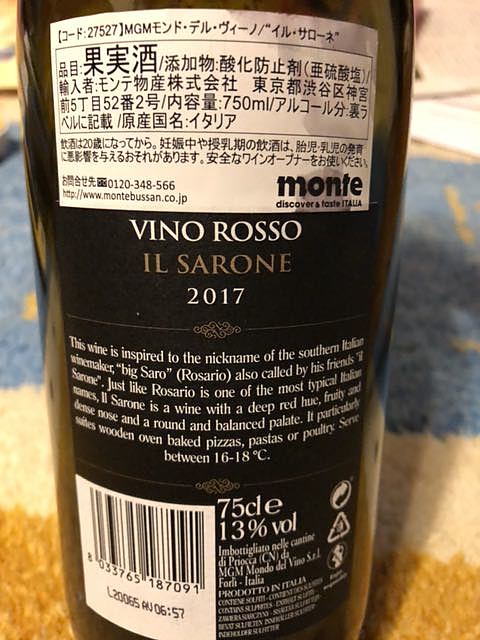 【コード:27527】MGMモンド・デル・ヴィーノ/“イル・サローネ”
品目:果実酒/添加物:酸化防止剤(亜硫酸塩)/
輸入者:モンテ物産株式会社 東京都渋谷区神宮
前5丁目52番2号/内容量:750ml/アルコール分:裏ラ
ベルに記載/原産国名:イタリア
飲酒は20歳になってから。妊娠中や授乳期の飲酒は、胎児・乳児の発育
に悪影響を与えるおそれがあります。安全なワインオープナーをお使いください。
お問合せ先 0120-348-566
http://www.montebussan.co.jp
monte
discover & taste ITALIA
VINO ROSSO
IL SARONE
2017
This wine is inspired to the nickname of the southern Italian
winemaker, “big Saro” (Rosario) also called by his friends “il
Sarone”. Just like Rosario is one of the most typical Italian
names, Il Sarone is a wine with a deep red hue, fruity and
dense nose and a round and balanced palate. It particularly
suites wooden oven baked pizzas, pastas or poultry. Serve
between 16-18 °C.
75cl e
13% vol
Imbottigliato nelle cantine
di Priocca (CN) da
MGM Mondo del Vino S.r.l.
Forlì - Italia
PRODOTTO IN ITALIA
CONTIENE SOLFITI - CONTIENT DES SULFITES
CONTAINS SULPHITES - ENTHÄLT SULFITE
8 033765 187091
L20065 AV 06:57